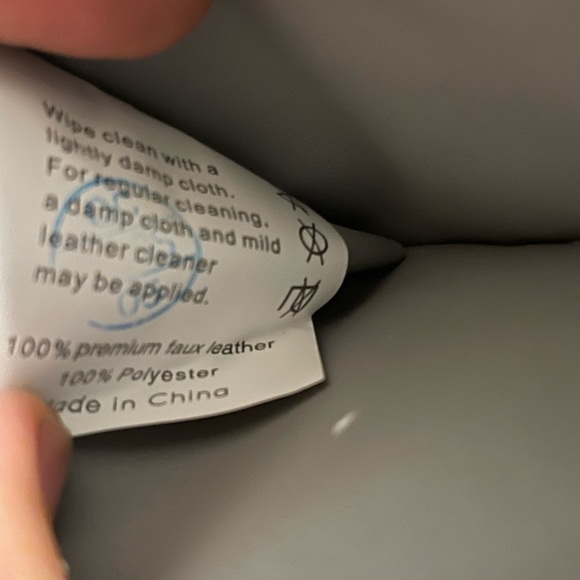 Wipe clean with a
lightly damp cloth.
For regular cleaning,
a damp cloth and mild
leather cleaner
may be applied.
100% premium faux leather
100% Polyester
ade in China